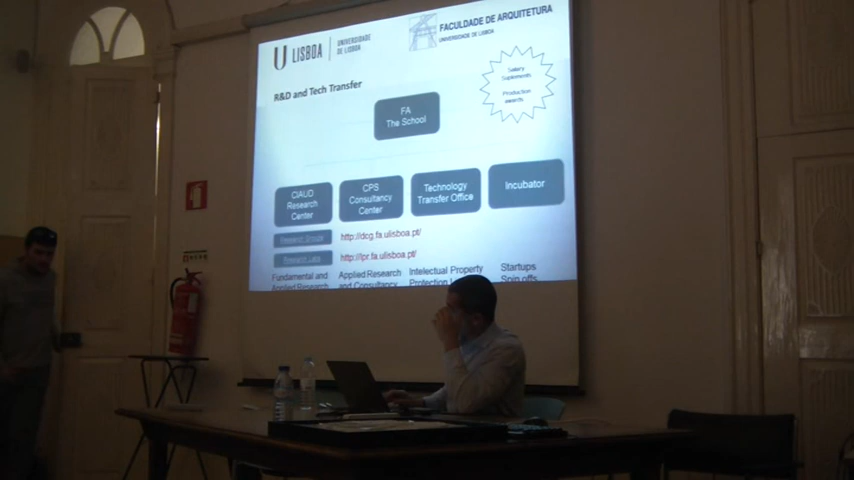 LISBOA
UNIVERSIDADE
DE LISBOA
FACULDADE DE ARQUITETURA
UNIVERSIDADE DE LISBOA
R&D and Tech Transfer
Salary
Suplements
Production
awards
FA
The School
CIAUD
Research
Center
CPS
Consultancy
Center
Technology
Transfer Office
Incubator
Research Groups
http://dcg.fa.ulisboa.pt/
Research Labs
http://ipr.fa.ulisboa.pt/
Fundamental and
Applied Research
Applied Research
and Consultancy
Intelectual Property
Protection
Startups
Spin offs